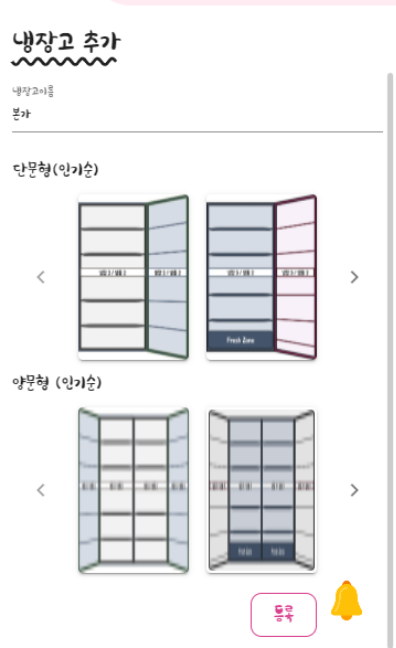 냉장고 추가
냉장고이름
본가
단문형(인기순)
Fresh Zone
양문형 (인기순)
등록